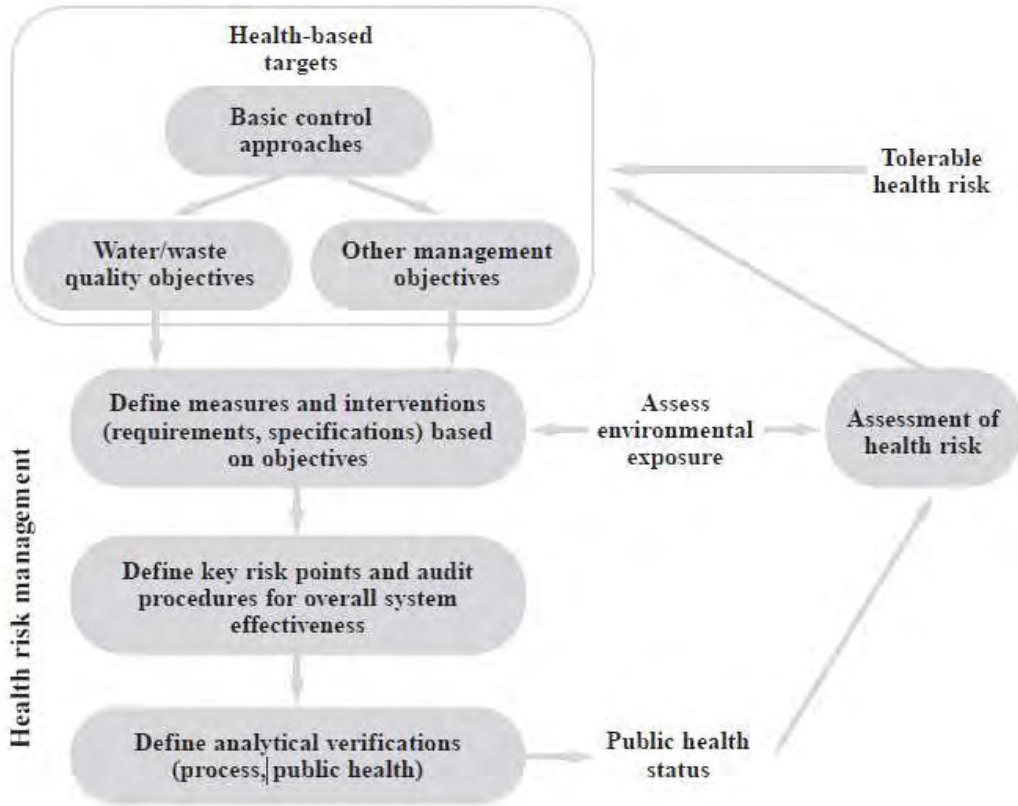 Health-based
targets
Basic control
approaches
Tolerable
health risk
Water/waste
quality objectives
Other management
objectives
Define measures and interventions
(requirements, specifications) based
on objectives
Assess
environmental
exposure
Assessment of
health risk
Health risk management
Define key risk points and audit
procedures for overall system
effectiveness
Define analytical verifications
(process, public health)
Public health
status